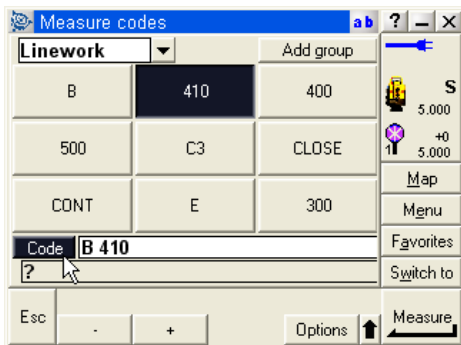 Measure codes ab ? – x
Linework Add group
B 410 400
S
5.000
500 C3 CLOSE
+0
1 5.000
Map
CONT E 300
Menu
Code B 410
Favorites
?
Switch to
Esc - + Options Measure